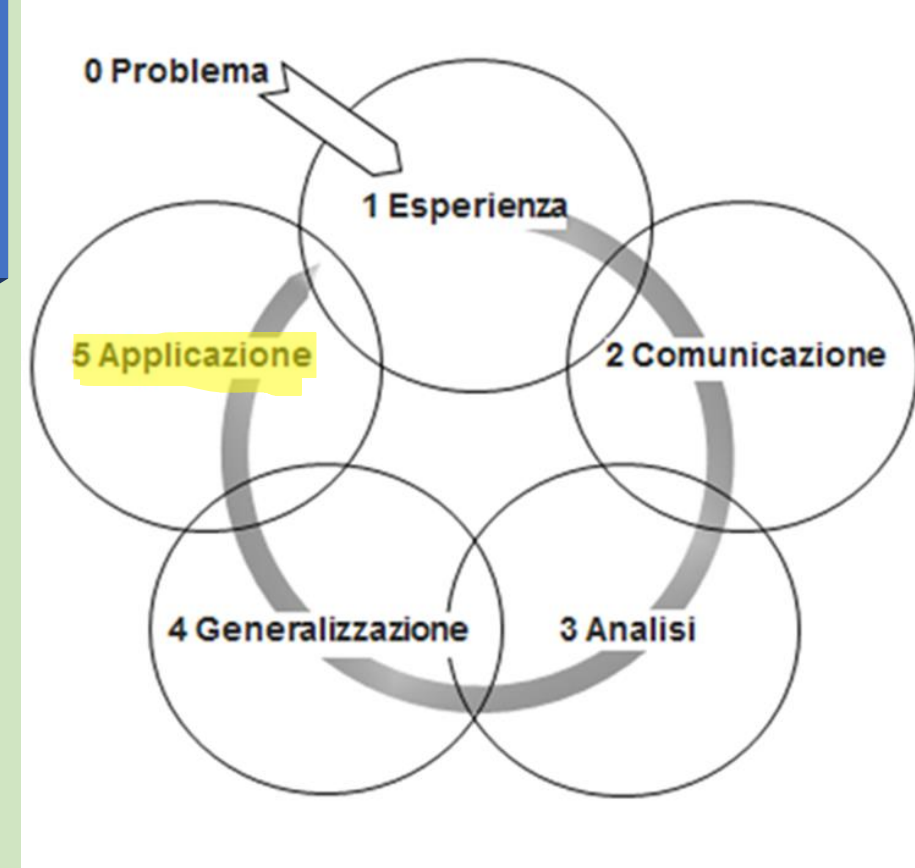 0 Problema
1 Esperienza
2 Comunicazione
3 Analisi
4 Generalizzazione
5 Applicazione